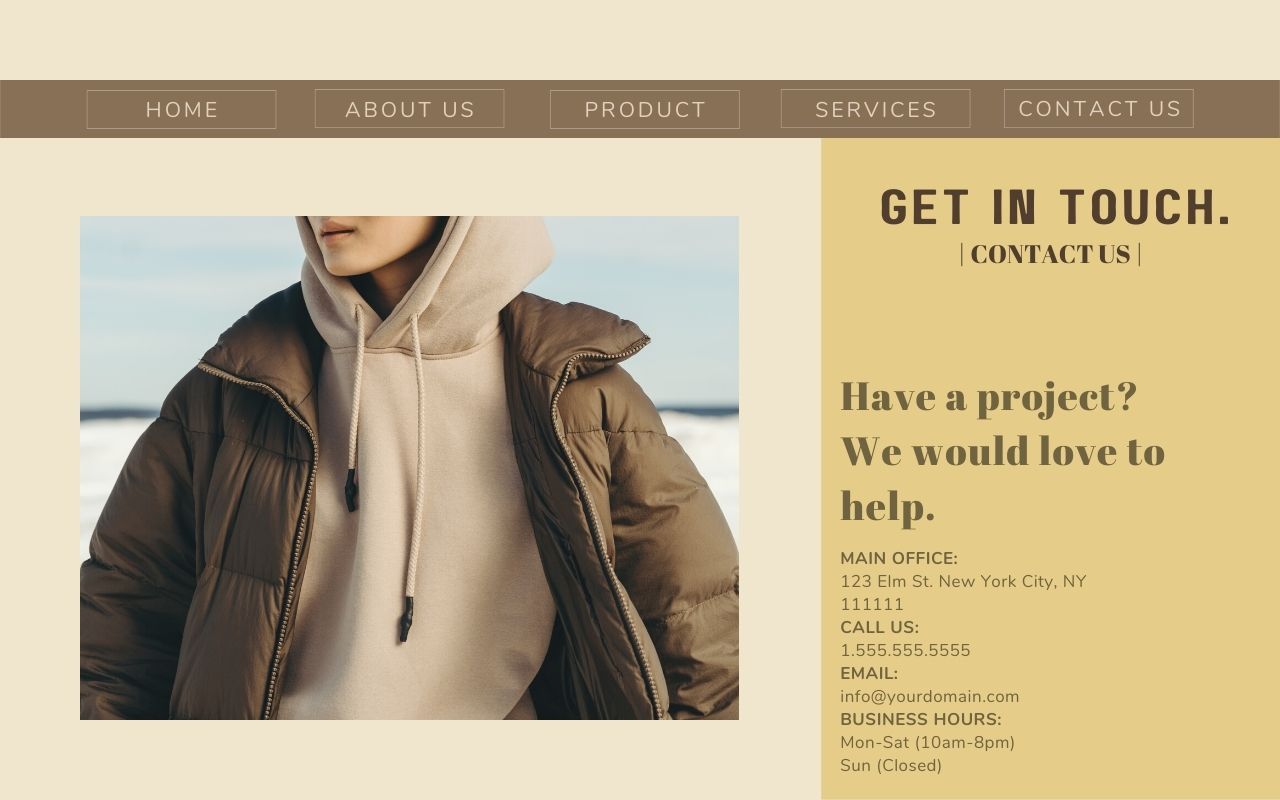 HOME
ABOUT US
PRODUCT
SERVICES
CONTACT US
GET IN TOUCH.
| CONTACT US |
Have a project?
We would love to
help.
MAIN OFFICE:
123 Elm St. New York City, NY
111111
CALL US:
1.555.555.5555
EMAIL:
info@yourdomain.com
BUSINESS HOURS:
Mon-Sat (10am-8pm)
Sun (Closed)